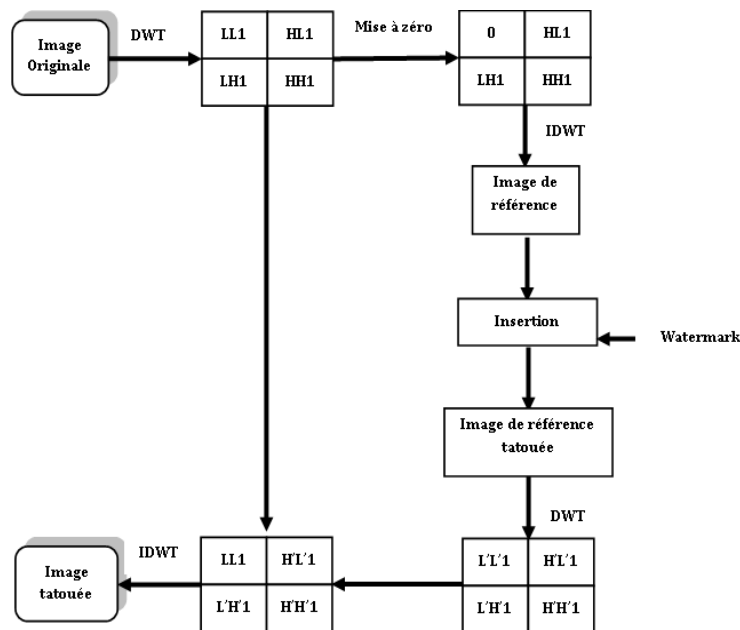 Image
Originale
DWT
LL1 HL1
LH1 HH1
Mise à zéro
0 HL1
LH1 HH1
IDWT
Image de
référence
Insertion
Watermark
Image de référence
tatouée
DWT
L'L'1 H'L'1
L'H'1 H'H'1
LL1 H'L'1
L'H'1 H'H'1
IDWT
Image
tatouée